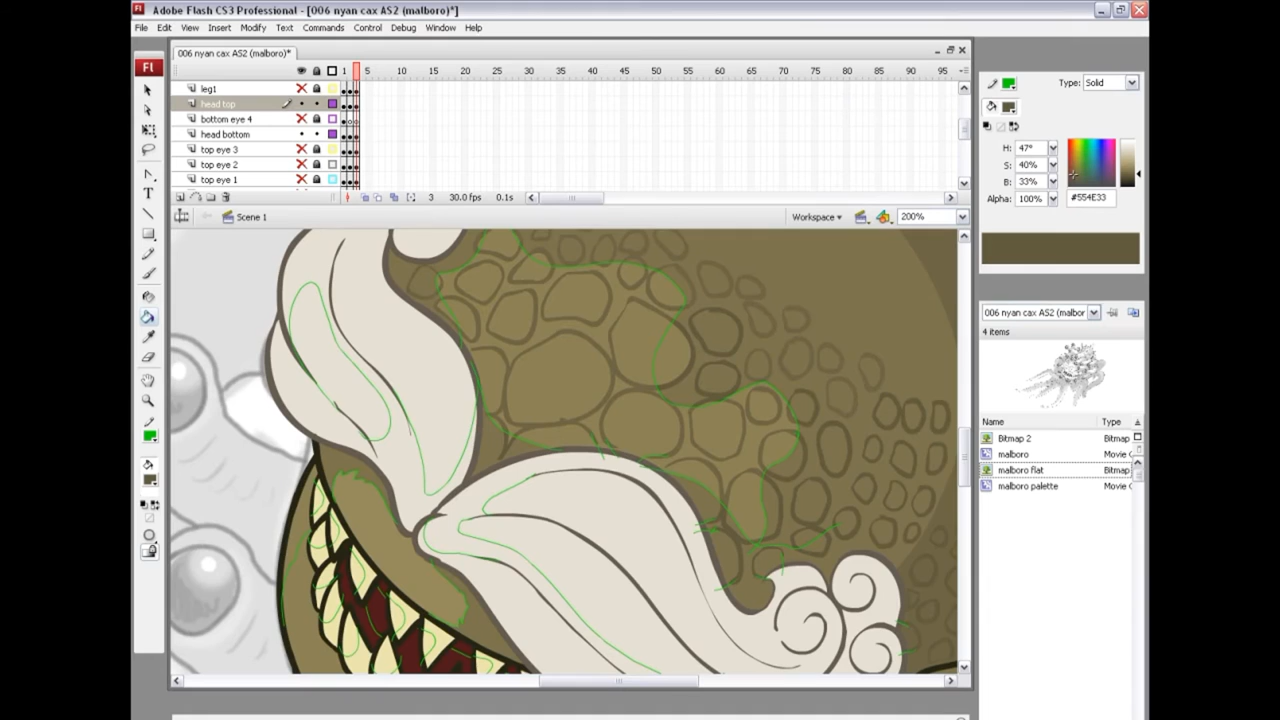 Adobe Flash CS3 Professional - [006 nyan cax AS2 (malboro)*]
File Edit View Insert Modify Text Commands Control Debug Window Help
006 nyan cax AS2 (malboro)*
1 5 10 15 20 25 30 35 40 45 50 55 60 65 70 75 80 85 90 95
leg1
head top
bottom eye 4
head bottom
top eye 3
top eye 2
top eye 1
3 30.0 fps 0.1s
Scene 1
Workspace
200%
Fl
T
Type: Solid
H: 47°
S: 40%
B: 33%
Alpha: 100%
#554E33
006 nyan cax AS2 (malbor
4 items
Name Type
Bitmap 2 Bitmap
malboro Movie C
malboro flat Bitmap
malboro palette Movie C